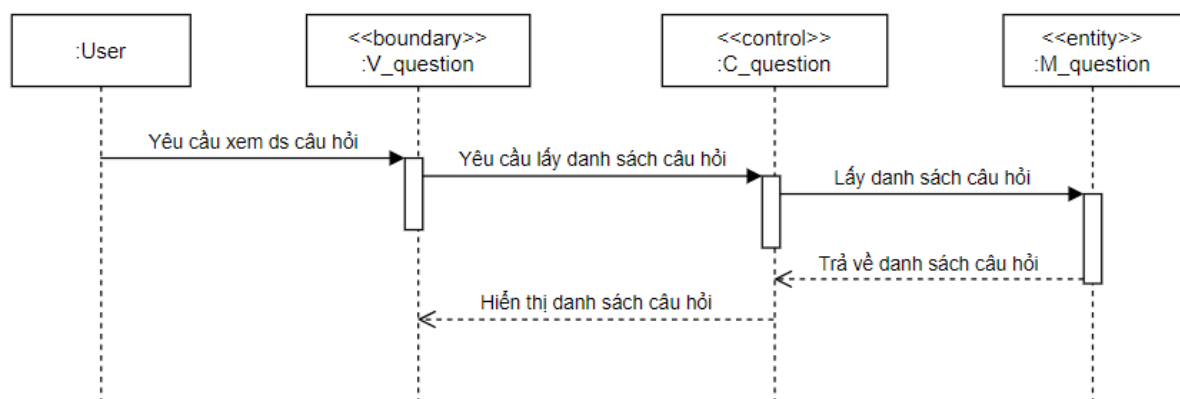 :User
<<boundary>>
:V_question
<<control>>
:C_question
<<entity>>
:M_question
Yêu cầu xem ds câu hỏi
Yêu cầu lấy danh sách câu hỏi
Lấy danh sách câu hỏi
Trả về danh sách câu hỏi
Hiển thị danh sách câu hỏi